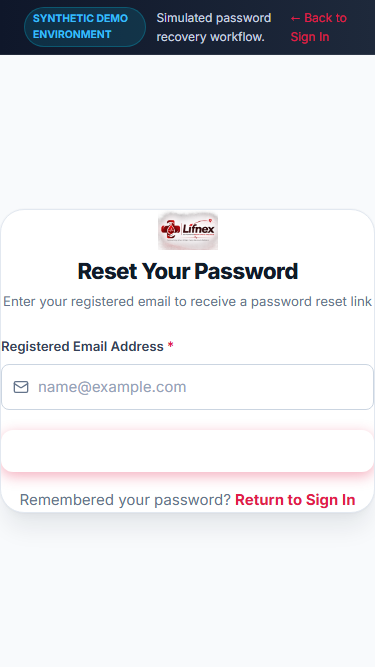 SYNTHETIC DEMO
ENVIRONMENT
Simulated password
recovery workflow.
← Back to
Sign In
Lifnex
Reset Your Password
Enter your registered email to receive a password reset link
Registered Email Address *
name@example.com
Remembered your password? Return to Sign In